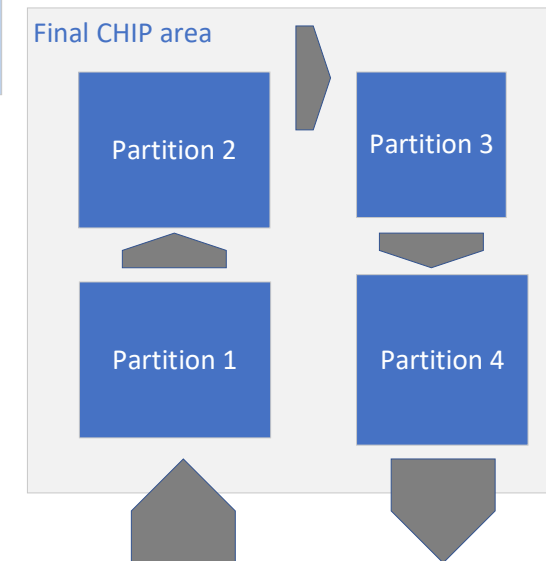 Final CHIP area
Partition 2
Partition 3
Partition 1
Partition 4